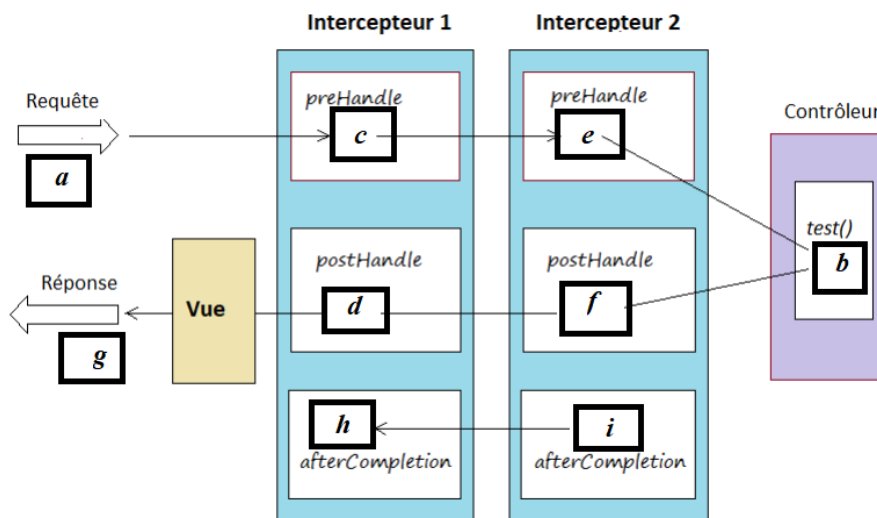 Intercepteur 1
Intercepteur 2
Requête
preHandle
preHandle
Contrôleur
a
c
e
test()
b
Réponse
Vue
postHandle
postHandle
d
f
g
h
i
afterCompletion
afterCompletion